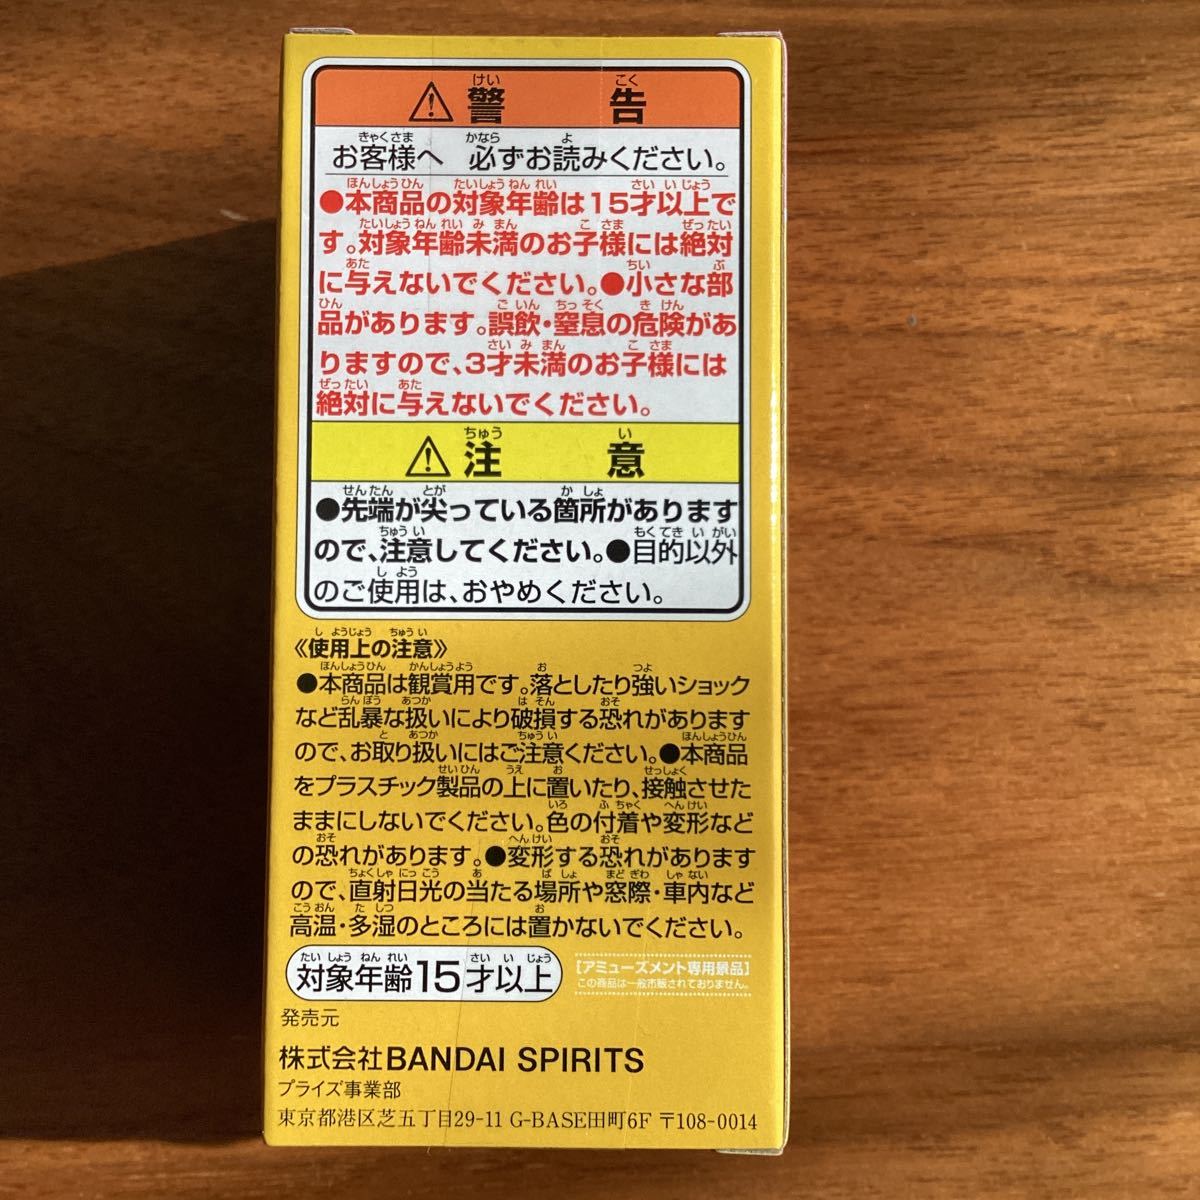 ⚠警告
お客様へ 必ずお読みください。
●本商品の対象年齢は15才以上で
す。対象年齢未満のお子様には絶対
に与えないでください。●小さな部
品があります。誤飲・窒息の危険があ
りますので、3才未満のお子様には
絶対に与えないでください。
⚠注意
●先端が尖っている箇所があります
ので、注意してください。●目的以外
のご使用は、おやめください。
《使用上の注意》
●本商品は観賞用です。落としたり強いショック
など乱暴な扱いにより破損する恐れがあります
ので、お取り扱いにはご注意ください。●本商品
をプラスチック製品の上に置いたり、接触させた
ままにしないでください。色の付着や変形など
の恐れがあります。●変形する恐れがあります
ので、直射日光の当たる場所や窓際・車内など
高温・多湿のところには置かないでください。
対象年齢15才以上
[アミューズメント専用景品]
この商品は一般市販されておりません。
発売元
株式会社BANDAI SPIRITS
プライズ事業部
東京都港区芝五丁目29-11 G-BASE田町6F 〒108-0014